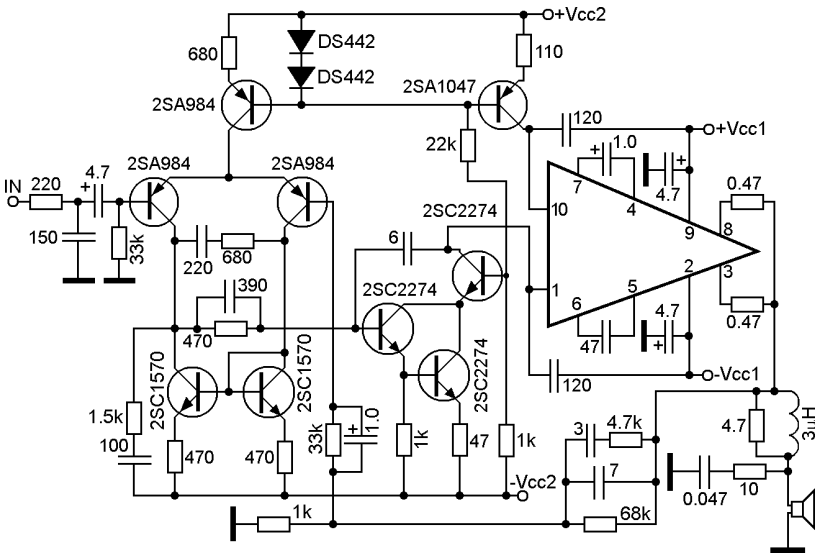 +Vcc2
DS442
680
110
DS442
2SA1047
2SA984
120
+Vcc1
22k
+ 1.0
2SA984
2SA984
+
4.7
7
4
0.47
IN
220
4.7
+
2SC2274
10
9
8
150
33k
6
220
680
2
3
1
5
390
2SC2274
6
4.7
+
0.47
470
47
2SC1570
2SC1570
2SC2274
120
-Vcc1
1.5k
33k
+
1.0
3
4.7k
4.7
3µH
100
470
470
1k
47
1k
7
-Vcc2
0.047
10
1k
68k